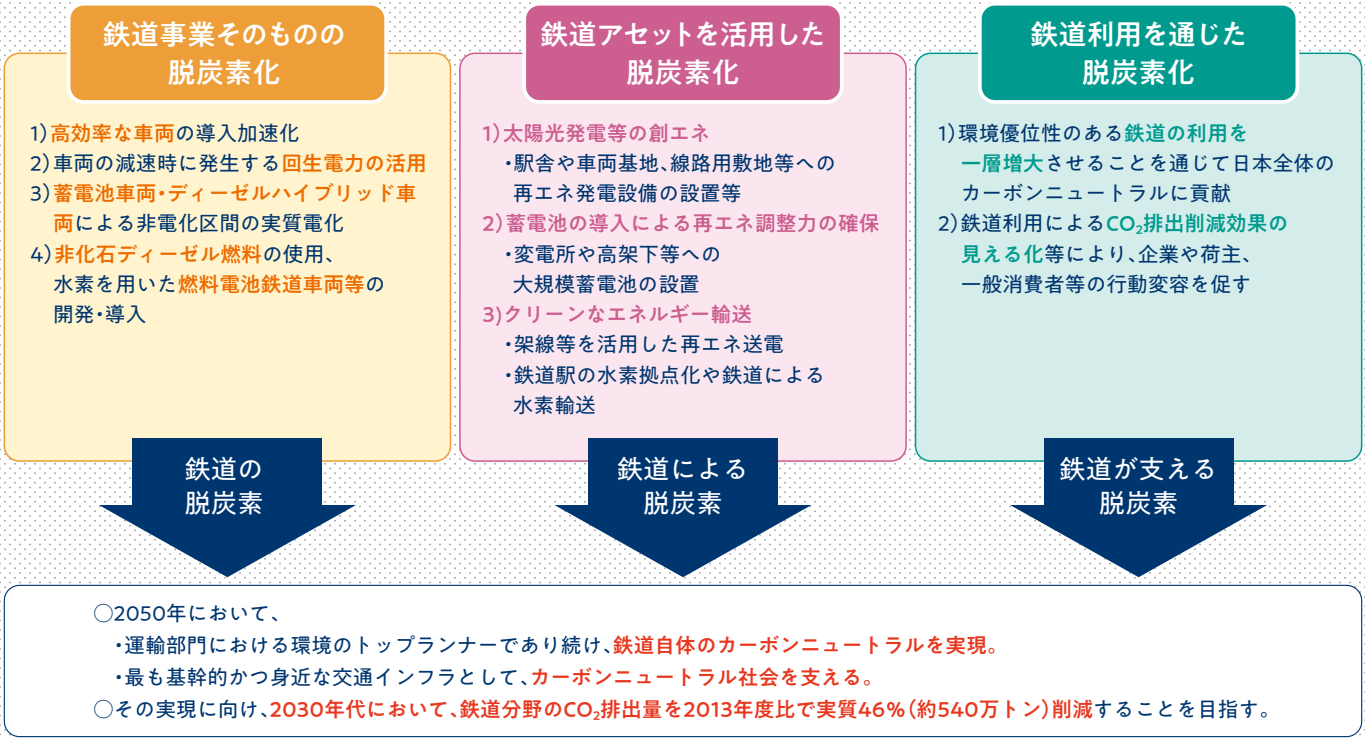 鉄道事業そのものの
脱炭素化
1)高効率な車両の導入加速化
2)車両の減速時に発生する回生電力の活用
3)蓄電池車両・ディーゼルハイブリッド車
両による非電化区間の実質電化
4)非化石ディーゼル燃料の使用、
水素を用いた燃料電池鉄道車両等の
開発・導入
鉄道の
脱炭素
鉄道アセットを活用した
脱炭素化
1)太陽光発電等の創エネ
・駅舎や車両基地、線路用敷地等への
再エネ発電設備の設置等
2)蓄電池の導入による再エネ調整力の確保
・変電所や高架下等への
大規模蓄電池の設置
3)クリーンなエネルギー輸送
・架線等を活用した再エネ送電
・鉄道駅の水素拠点化や鉄道による
水素輸送
鉄道による
脱炭素
鉄道利用を通じた
脱炭素化
1)環境優位性のある鉄道の利用を
一層増大させることを通じて日本全体の
カーボンニュートラルに貢献
2)鉄道利用によるCO₂排出削減効果の
見える化等により、企業や荷主、
一般消費者等の行動変容を促す
鉄道が支える
脱炭素
○2050年において、
・運輸部門における環境のトップランナーであり続け、鉄道自体のカーボンニュートラルを実現。
・最も基幹的かつ身近な交通インフラとして、カーボンニュートラル社会を支える。
○その実現に向け、2030年代において、鉄道分野のCO₂排出量を2013年度比で実質46%(約540万トン)削減することを目指す。